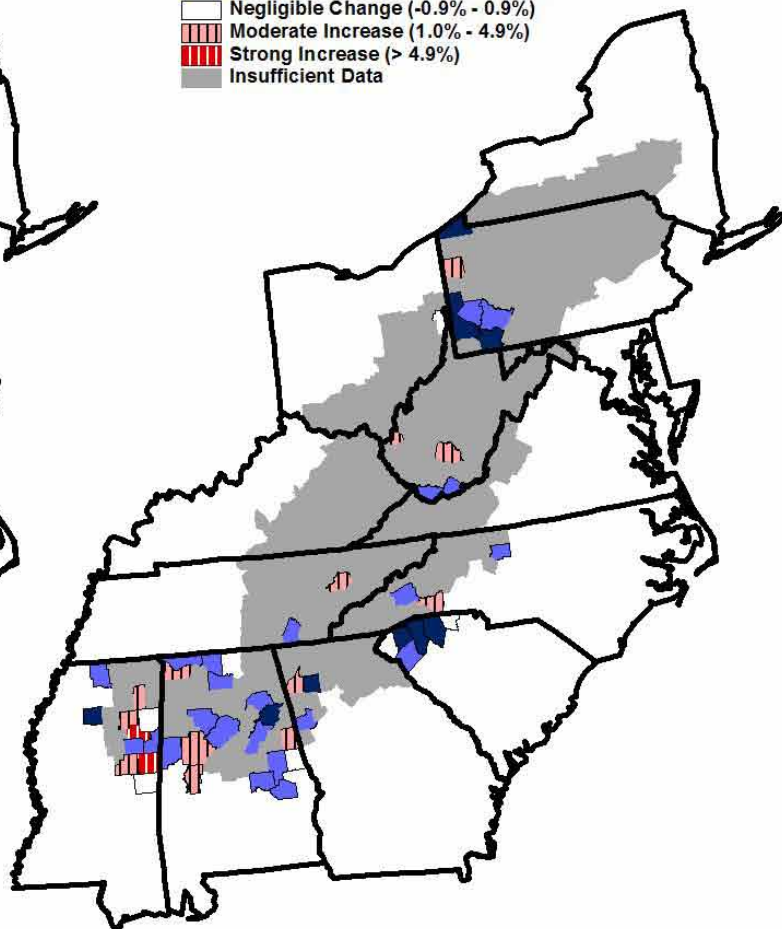 Negligible Change (-0.9% - 0.9%)
Moderate Increase (1.0% - 4.9%)
Strong Increase (> 4.9%)
Insufficient Data